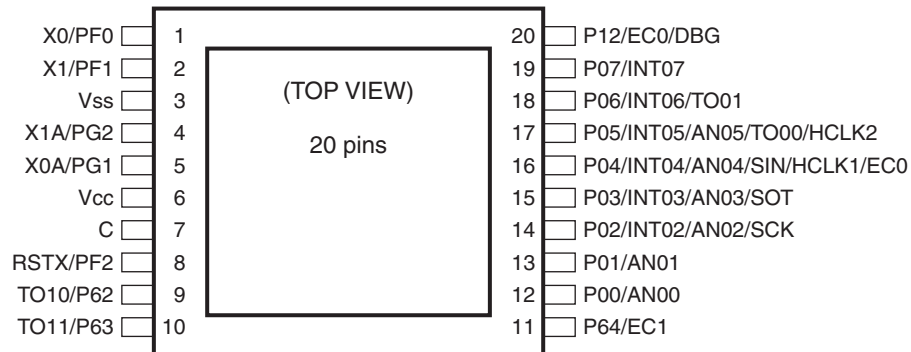 X0/PF0 1 20 P12/EC0/DBG
X1/PF1 2 19 P07/INT07
Vss 3 (TOP VIEW) 18 P06/INT06/TO01
X1A/PG2 4 17 P05/INT05/AN05/TO00/HCLK2
20 pins
X0A/PG1 5 16 P04/INT04/AN04/SIN/HCLK1/EC0
Vcc 6 15 P03/INT03/AN03/SOT
C 7 14 P02/INT02/AN02/SCK
RSTX/PF2 8 13 P01/AN01
TO10/P62 9 12 P00/AN00
TO11/P63 10 11 P64/EC1